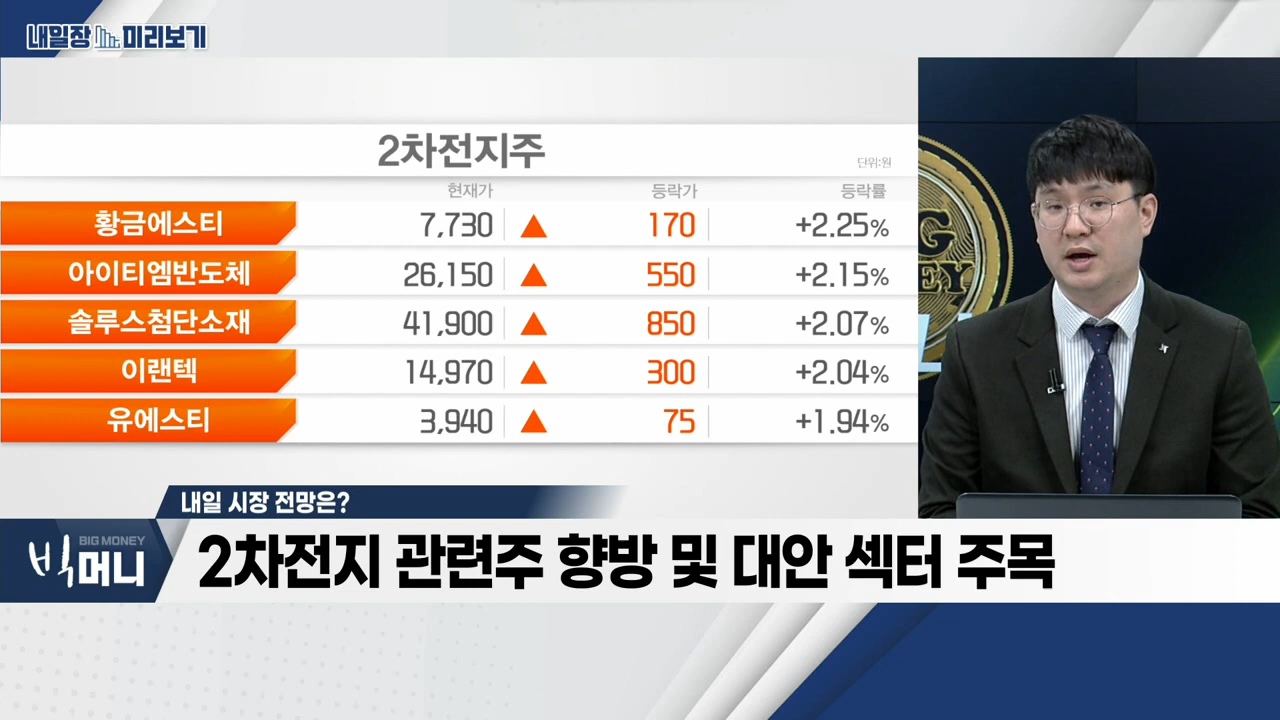 내일장 미리보기
2차전지주
단위:원
현재가 등락가 등락률
황금에스티 7,730 ▲ 170 +2.25%
아이티엠반도체 26,150 ▲ 550 +2.15%
솔루스첨단소재 41,900 ▲ 850 +2.07%
이랜텍 14,970 ▲ 300 +2.04%
유에스티 3,940 ▲ 75 +1.94%
내일 시장 전망은?
BIG MONEY
빅머니
2차전지 관련주 향방 및 대안 섹터 주목